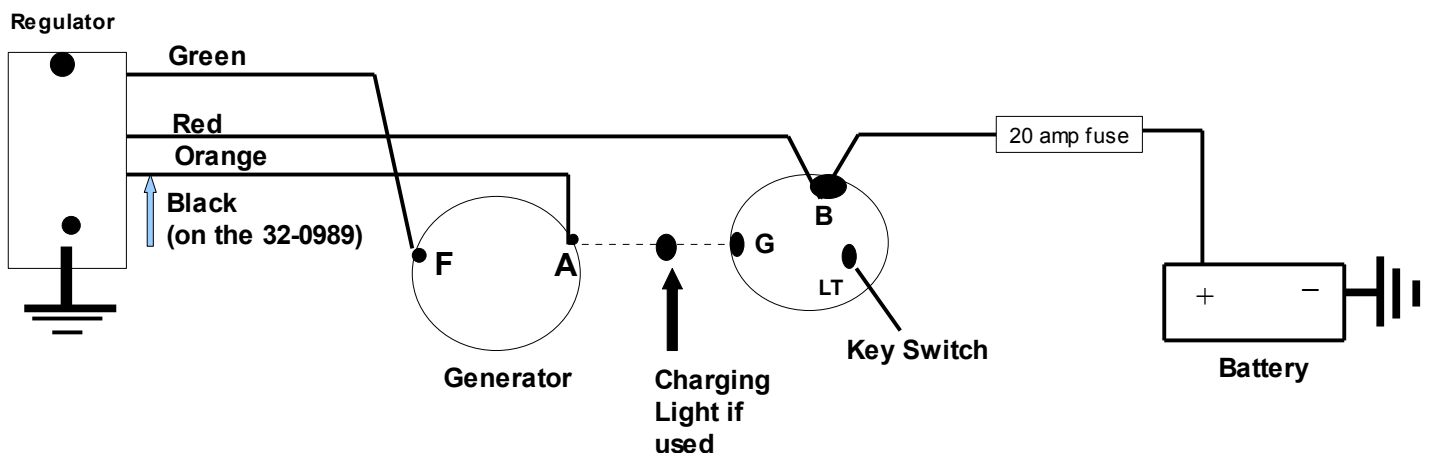 Regulator
Green
Red
Orange
Black
(on the 32-0989)
F
A
Generator
Charging
Light if
used
G
B
LT
Key Switch
20 amp fuse
+ −
Battery